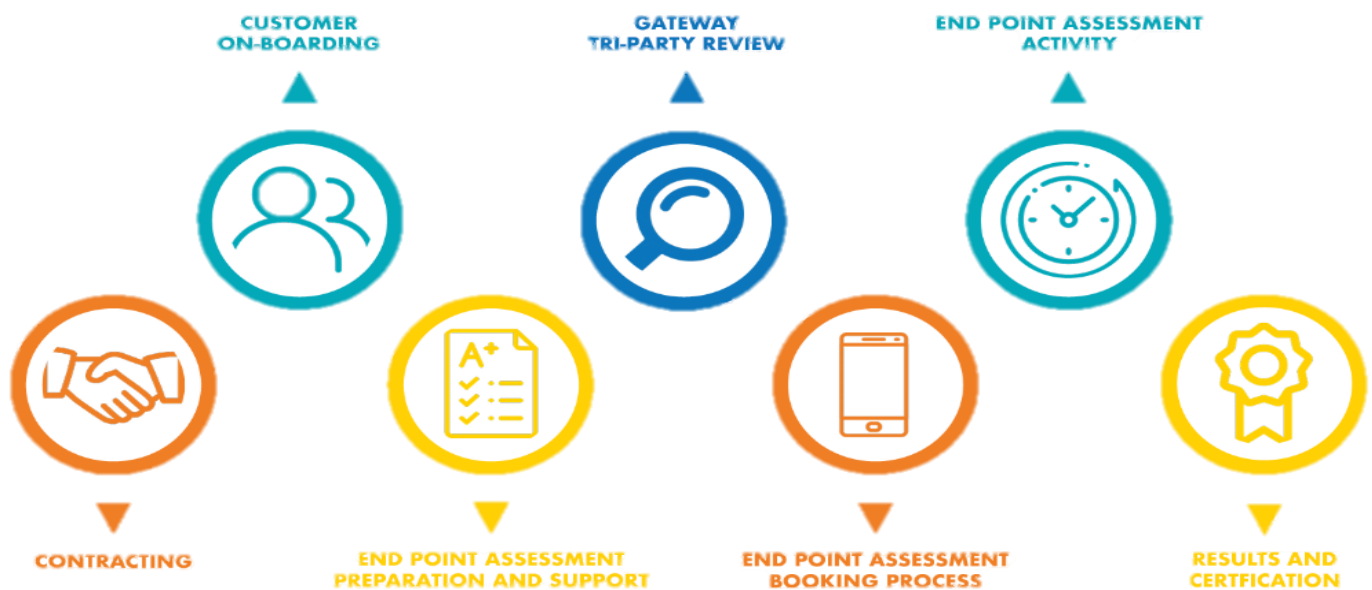 CUSTOMER
ON-BOARDING
GATEWAY
TRI-PARTY REVIEW
END POINT ASSESSMENT
ACTIVITY
A+
CONTRACTING
END POINT ASSESSMENT
PREPARATION AND SUPPORT
END POINT ASSESSMENT
BOOKING PROCESS
RESULTS AND
CERTFICATION